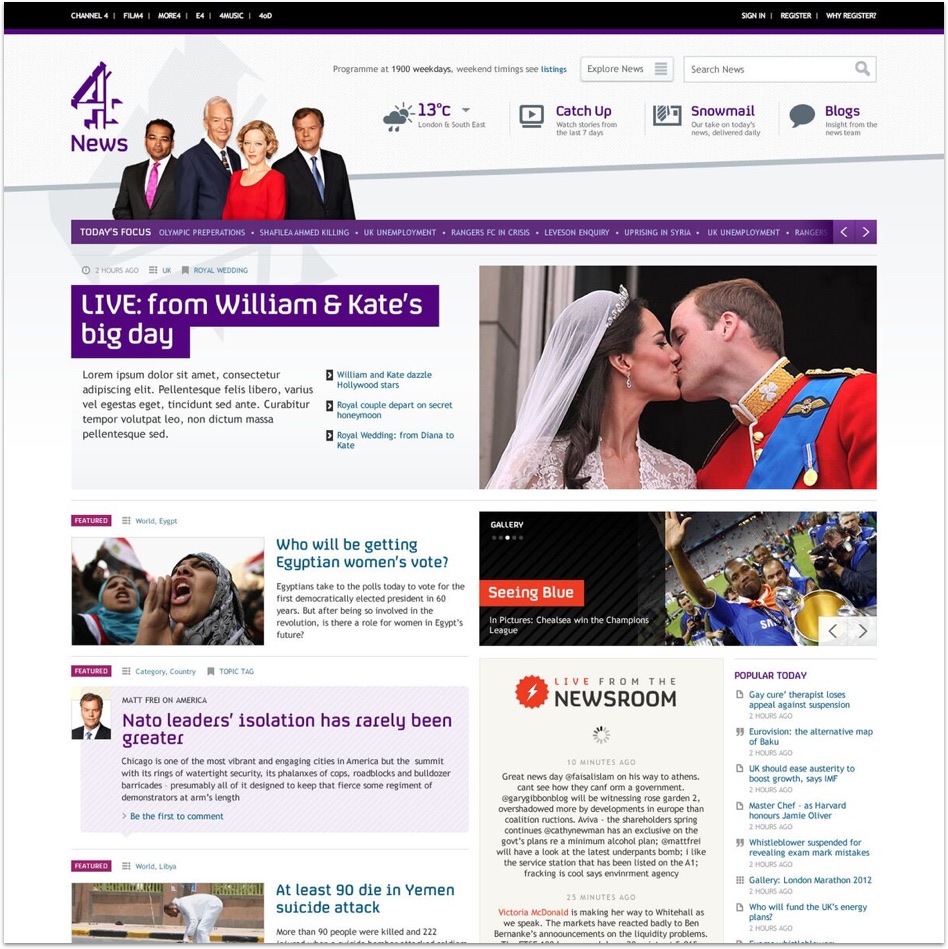 CHANNEL 4 | FILM4 | MORE4 | E4 | 4MUSIC | 4oD
SIGN IN | REGISTER | WHY REGISTER?
4
News
Programme at 1900 weekdays, weekend timings see listings
Explore News
Search News
13°C
London & South East
Catch Up
Watch stories from
the last 7 days
Snowmail
Our take on today's
news, delivered daily
Blogs
Insight from the
news team
TODAY'S FOCUS OLYMPIC PREPERATIONS • SHAFILEA AHMED KILLING • UK UNEMPLOYMENT • RANGERS FC IN CRISIS • LEVESON ENQUIRY • UPRISING IN SYRIA • UK UNEMPLOYMENT • RANGERS
2 HOURS AGO UK ROYAL WEDDING
LIVE: from William & Kate's
big day
Lorem ipsum dolor sit amet, consectetur
adipiscing elit. Pellentesque felis libero, varius
vel egestas eget, tincidunt sed ante. Curabitur
tempor volutpat leo, non dictum massa
pellentesque sed.
William and Kate dazzle
Hollywood stars
Royal couple depart on secret
honeymoon
Royal Wedding: from Diana to
Kate
FEATURED World, Eygpt
Who will be getting
Egyptian women's vote?
Egyptians take to the polls today to vote for the
first democratically elected president in 60
years. But after being so involved in the
revolution, is there a role for women in Egypt's
future?
GALLERY
Seeing Blue
In Pictures: Chealsea win the Champions
League
SAMS
FEATURED Category, Country TOPIC TAG
MATT FREI ON AMERICA
Nato leaders' isolation has rarely been
greater
Chicago is one of the most vibrant and engaging cities in America but the summit
with its rings of watertight security, its phalanxes of cops, roadblocks and bulldozer
barricades - presumably all of it designed to keep that fierce some regiment of
demonstrators at arm's length
Be the first to comment
FEATURED World, Libya
At least 90 die in Yemen
suicide attack
More than 90 people were killed and 222
LIVE FROM THE
NEWSROOM
10 MINUTES AGO
Great news day @faisalislam on his way to athens.
cant see how they canf orm a government.
@garygibbonblog will be witnessing rose garden 2,
overshadowed more by developments in europe than
coalition ructions. Aviva - the shareholders spring
continues @cathynewman has an exclusive on the
govt's plans re a minimum alcohol plan; @mattfrei
will have a look at the latest underpants bomb; i like
the service station that has been listed on the A1;
fracking is cool says envinrment agency
25 MINUTES AGO
Victoria McDonald is making her way to Whitehall as
we speak. The markets have reacted badly to Ben
Bernanke's announcements on the liquidity problems.
POPULAR TODAY
Gay cure' therapist loses
appeal against suspension
2 HOURS AGO
Eurovision: the alternative map
of Baku
2 HOURS AGO
UK should ease austerity to
boost growth, says IMF
2 HOURS AGO
Master Chef - as Harvard
honours Jamie Oliver
2 HOURS AGO
Whistleblower suspended for
revealing exam mark mistakes
2 HOURS AGO
Gallery: London Marathon 2012
2 HOURS AGO
Who will fund the UK's energy
plans?
2 HOURS AGO